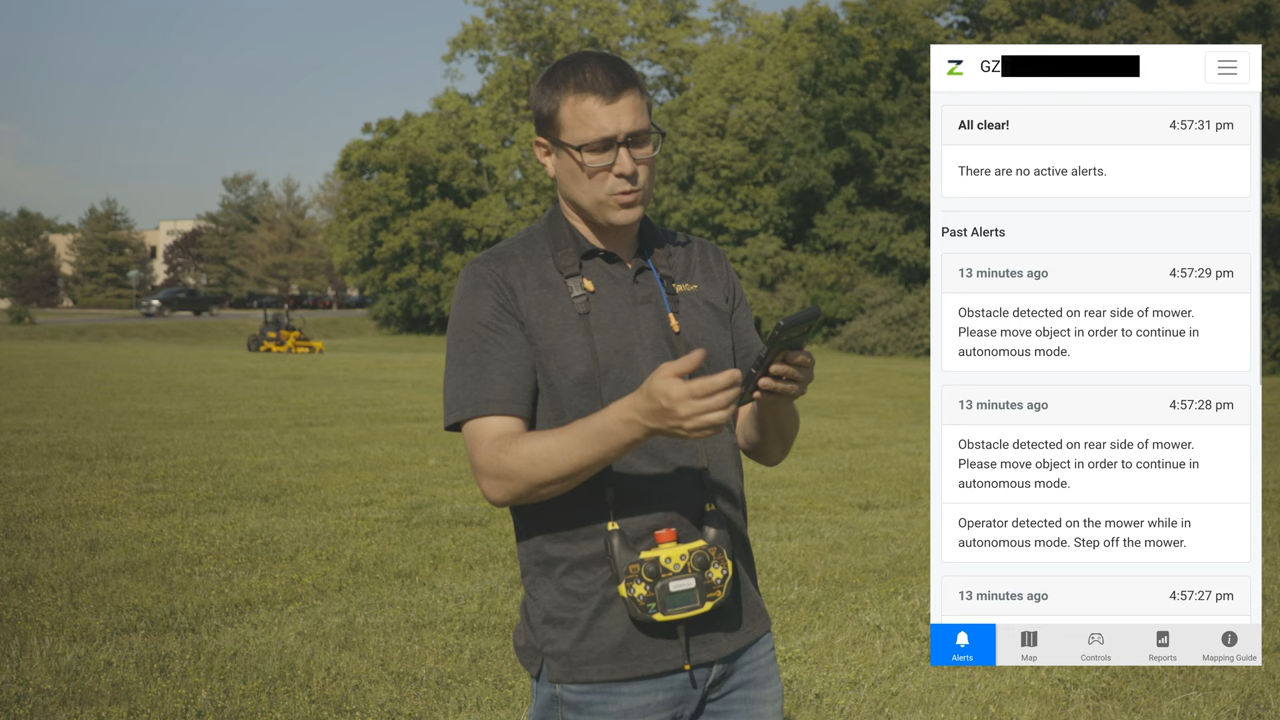 GZ
All clear!
4:57:31 pm
There are no active alerts.
Past Alerts
13 minutes ago
4:57:29 pm
Obstacle detected on rear side of mower.
Please move object in order to continue in
autonomous mode.
13 minutes ago
4:57:28 pm
Obstacle detected on rear side of mower.
Please move object in order to continue in
autonomous mode.
Operator detected on the mower while in
autonomous mode. Step off the mower.
13 minutes ago
4:57:27 pm
Alerts
Map
Controls
Reports
Mapping Guide